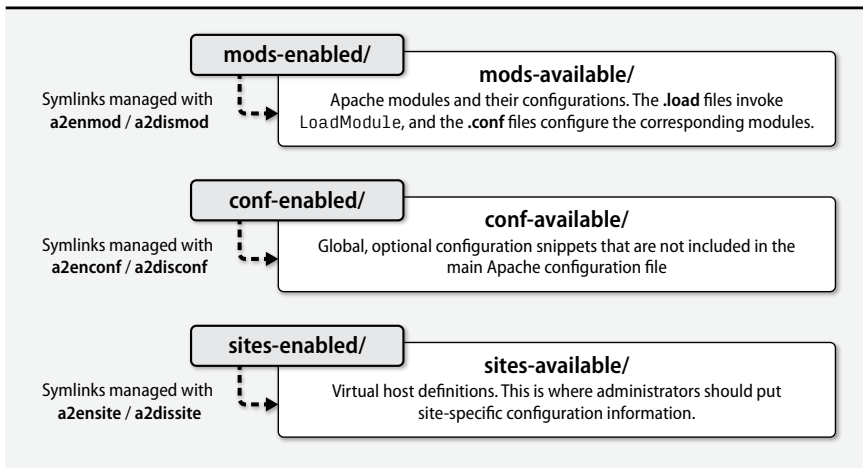 mods-enabled/
mods-available/
Symlinks managed with
a2enmod / a2dismod
Apache modules and their configurations. The .load files invoke
LoadModule, and the .conf files configure the corresponding modules.
conf-enabled/
conf-available/
Symlinks managed with
a2enconf / a2disconf
Global, optional configuration snippets that are not included in the
main Apache configuration file
sites-enabled/
sites-available/
Symlinks managed with
a2ensite / a2dissite
Virtual host definitions. This is where administrators should put
site-specific configuration information.